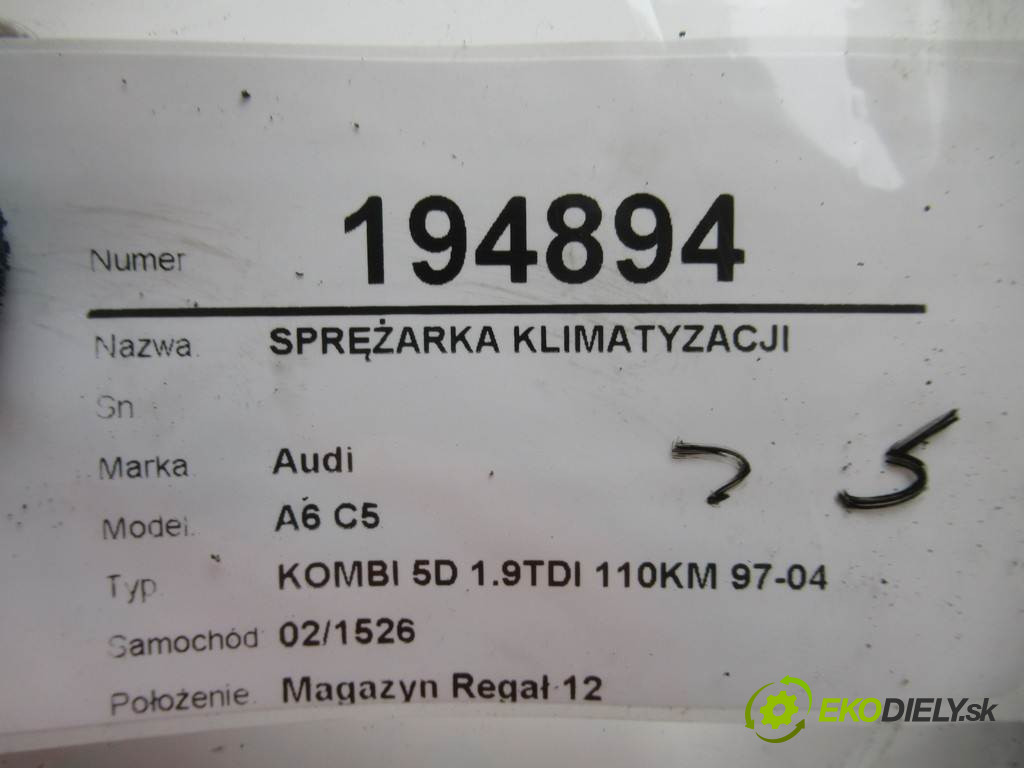 Numer 194894
Nazwa. SPRĘŻARKA KLIMATYZACJI
Sn
Marka Audi
Model. A6 C5
Typ KOMBI 5D 1.9TDI 110KM 97-04
Samochód 02/1526
Położenie. Magazyn Regał 12
EKODIELY.sk